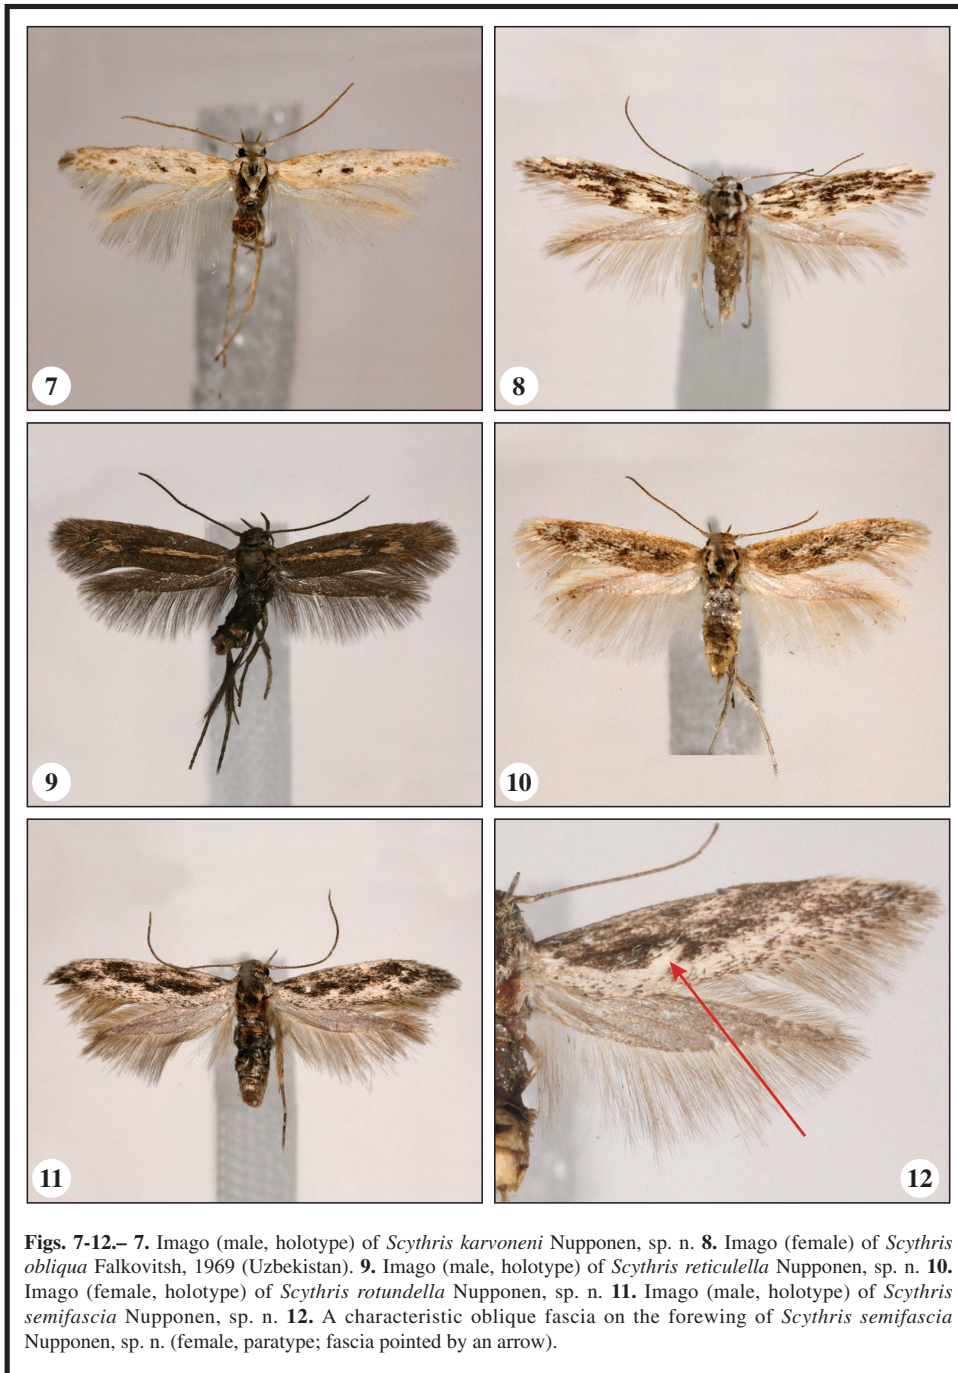 7
8
9
10
11
12
Figs. 7-12.– 7. Imago (male, holotype) of Scythris karvoneni Nupponen, sp. n. 8. Imago (female) of Scythris
obliqua Falkovitsh, 1969 (Uzbekistan). 9. Imago (male, holotype) of Scythris reticulella Nupponen, sp. n. 10.
Imago (female, holotype) of Scythris rotundella Nupponen, sp. n. 11. Imago (male, holotype) of Scythris
semifascia Nupponen, sp. n. 12. A characteristic oblique fascia on the forewing of Scythris semifascia
Nupponen, sp. n. (female, paratype; fascia pointed by an arrow).